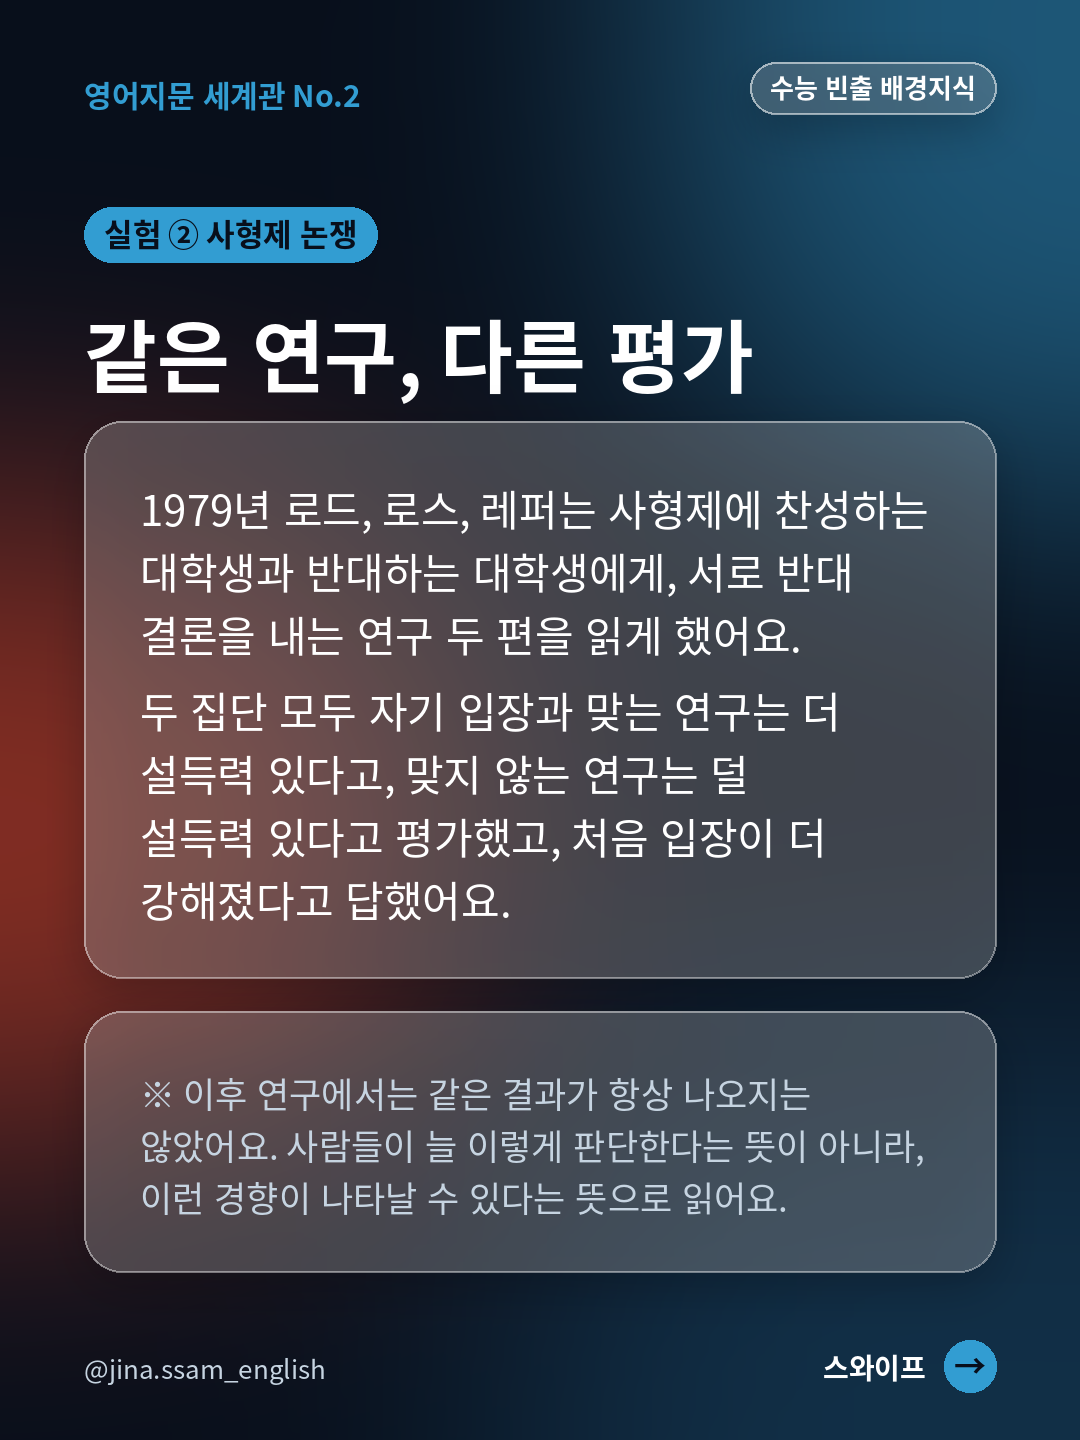 영어지문 세계관 No.2
수능 빈출 배경지식
실험 ② 사형제 논쟁
같은 연구, 다른 평가
1979년 로드, 로스, 레퍼는 사형제에 찬성하는
대학생과 반대하는 대학생에게, 서로 반대
결론을 내는 연구 두 편을 읽게 했어요.
두 집단 모두 자기 입장과 맞는 연구는 더
설득력 있다고, 맞지 않는 연구는 덜
설득력 있다고 평가했고, 처음 입장이 더
강해졌다고 답했어요.
※ 이후 연구에서는 같은 결과가 항상 나오지는
않았어요. 사람들이 늘 이렇게 판단한다는 뜻이 아니라,
이런 경향이 나타날 수 있다는 뜻으로 읽어요.
@jina.ssam_english
스와이프 →